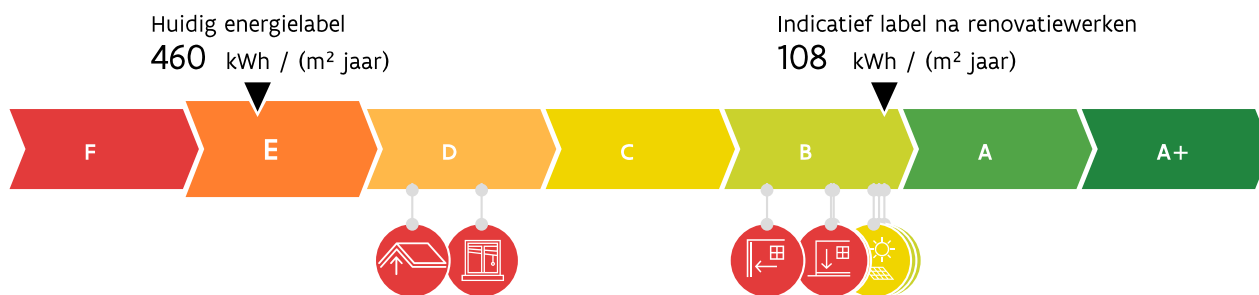 Huidig energielabel
460 kWh / (m² jaar)
Indicatief label na renovatiewerken
108 kWh / (m² jaar)
F E D C B A A+